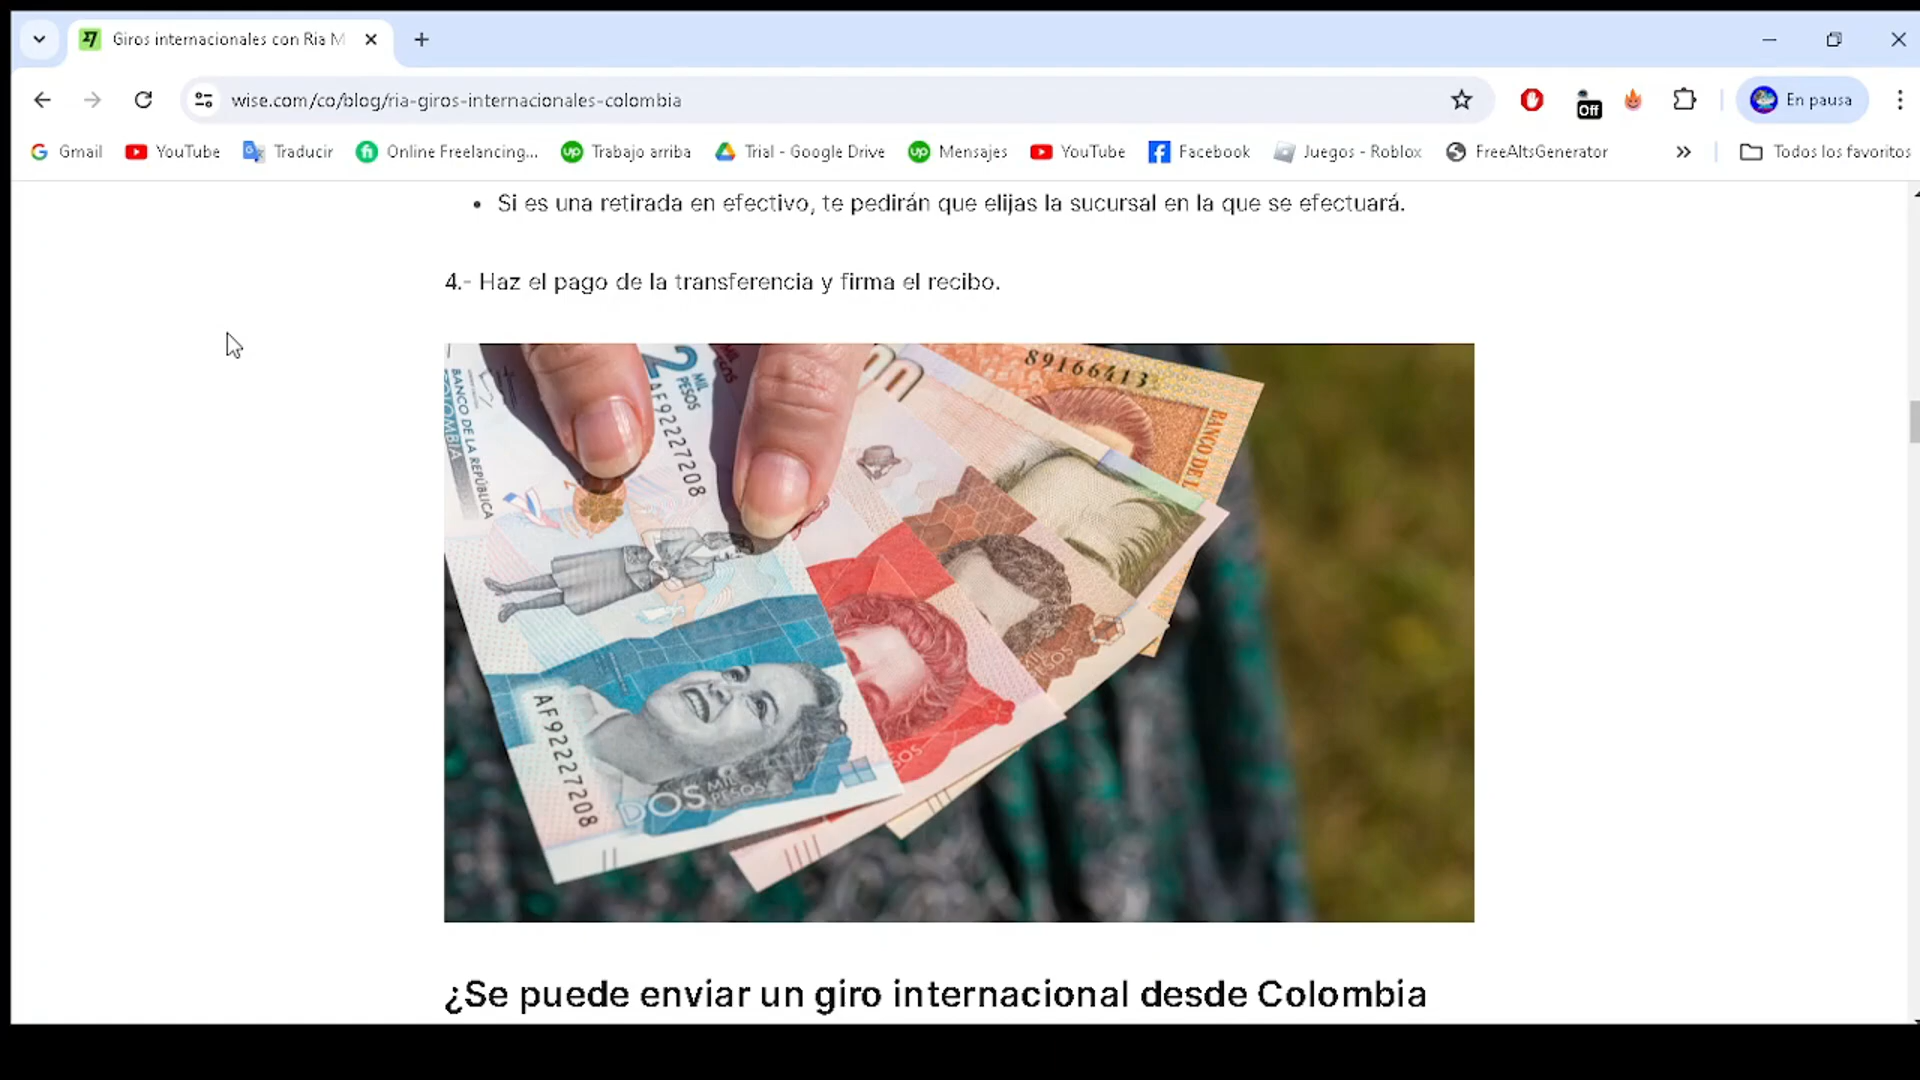 Giros internacionales con Ria M
wise.com/co/blog/ria-giros-internacionales-colombia
Off
En pausa
Gmail
YouTube
Traducir
Online Freelancing...
Trabajo arriba
Trial - Google Drive
Mensajes
YouTube
Facebook
Juegos - Roblox
FreeAltsGenerator
Todos los favoritos
• Si es una retirada en efectivo, te pedirán que elijas la sucursal en la que se efectuará.
4.- Haz el pago de la transferencia y firma el recibo.
BANCO DE LA REPÚBLICA
COLOMBIA
2 MIL
PESOS
AF92227208
89166413
AF92227208
DOS MIL
PESOS
¿Se puede enviar un giro internacional desde Colombia